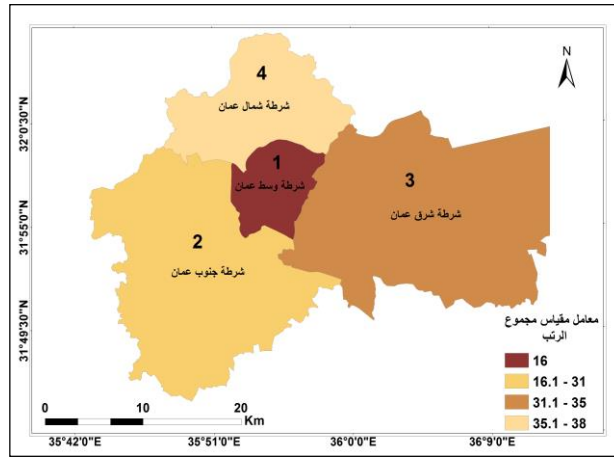 N
4
شرطة شمال عمان
1
شرطة وسط عمان
3
شرطة شرق عمان
2
شرطة جنوب عمان
32°0'30"N
31°55'0"N
31°49'30"N
معامل مقياس مجموع
الرتب
16
16.1 - 31
31.1 - 35
35.1 - 38
0 10 20
Km
35°42'0"E 35°51'0"E 36°0'0"E 36°9'0"E